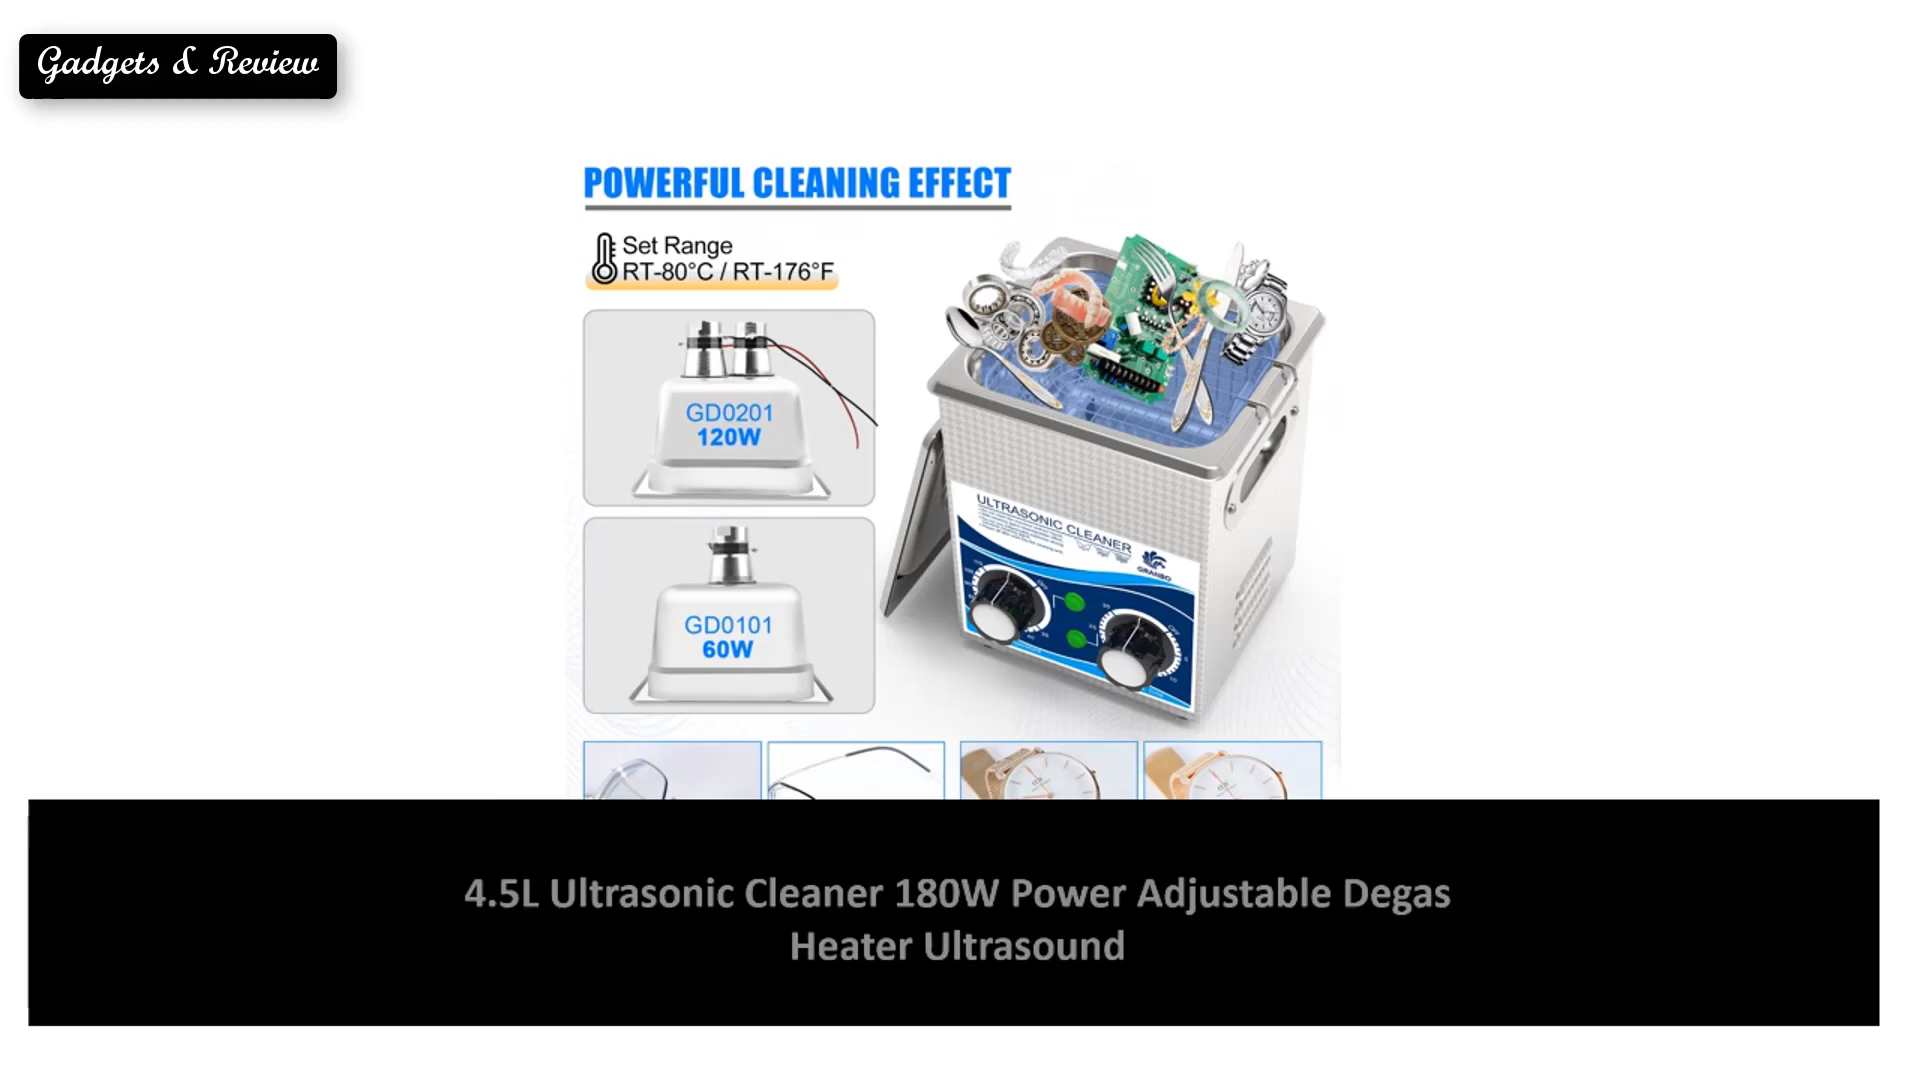 Gadgets & Review
POWERFUL CLEANING EFFECT
Set Range
RT-80°C / RT-176°F
GD0201
120W
GD0101
60W
ULTRASONIC CLEANER
GRANBO
4.5L Ultrasonic Cleaner 180W Power Adjustable Degas
Heater Ultrasound